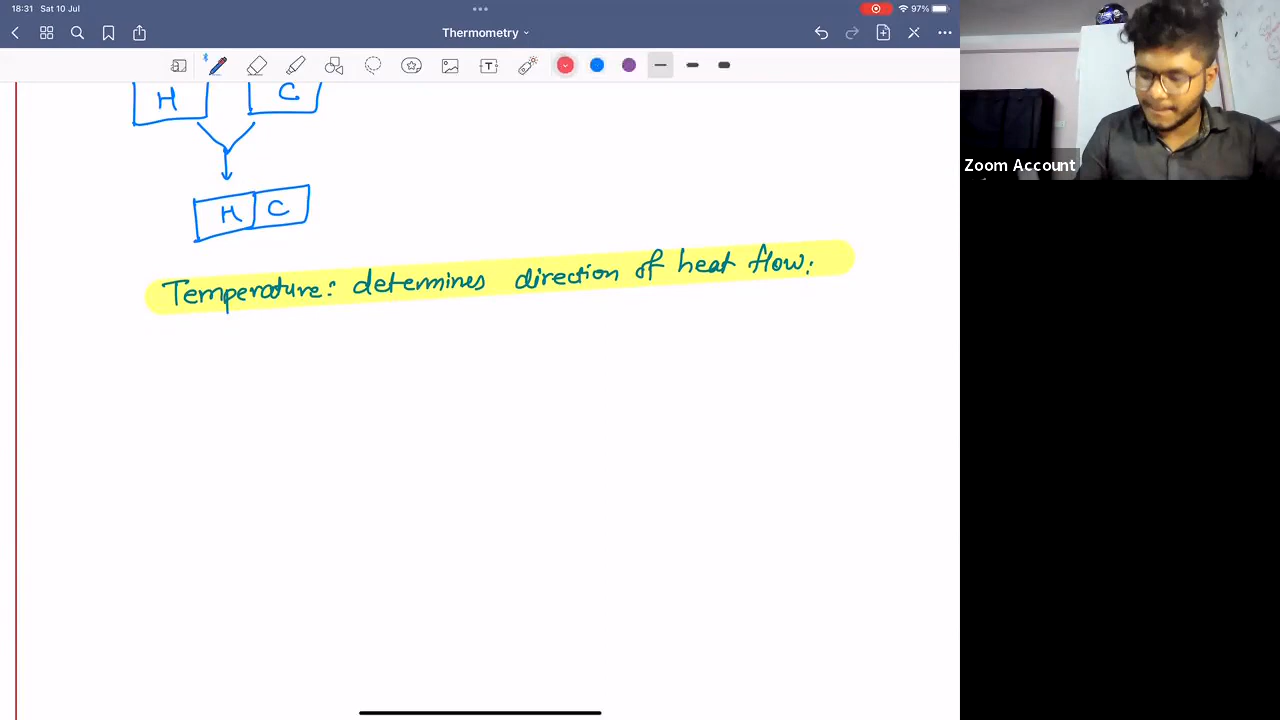 18:31 Sat 10 Jul
97%
Thermometry
T
H C
H C
Temperature: determines direction of heat flow.
Zoom Account